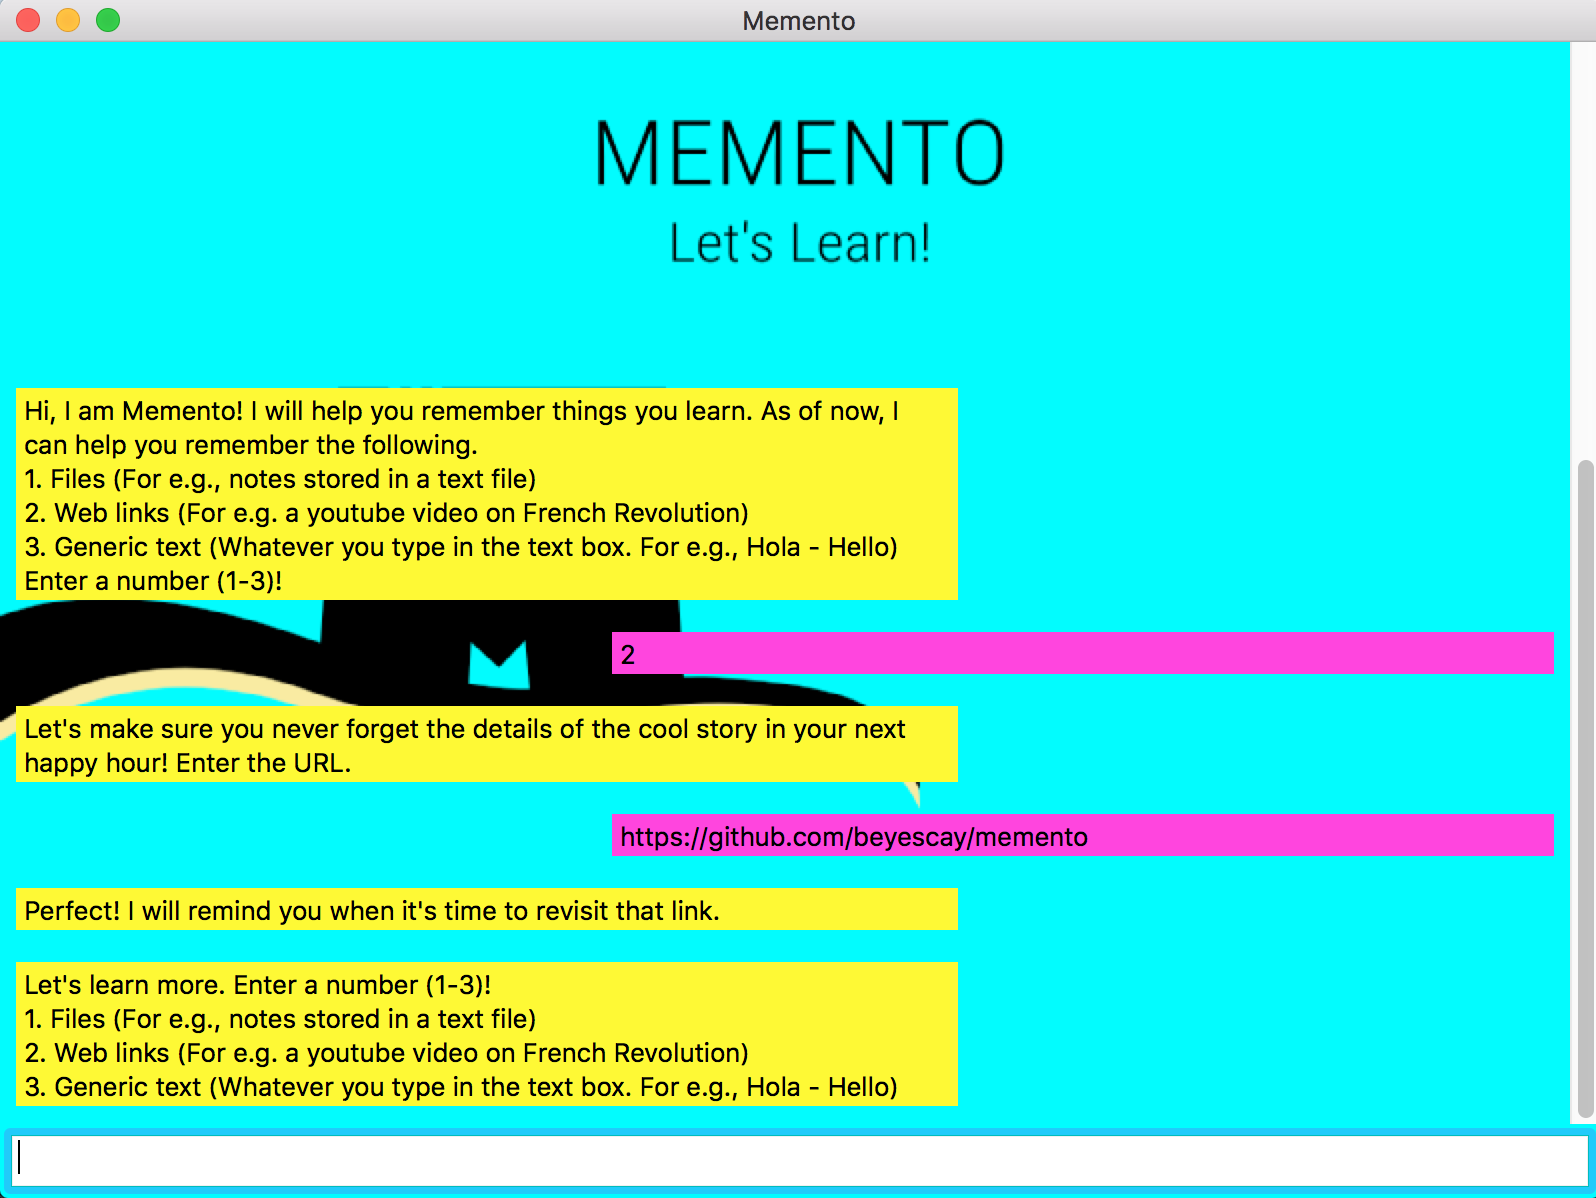 Memento
MEMENTO
Let's Learn!
Hi, I am Memento! I will help you remember things you learn. As of now, I
can help you remember the following.
1. Files (For e.g., notes stored in a text file)
2. Web links (For e.g. a youtube video on French Revolution)
3. Generic text (Whatever you type in the text box. For e.g., Hola - Hello)
Enter a number (1-3)!
2
Let's make sure you never forget the details of the cool story in your next
happy hour! Enter the URL.
https://github.com/beyescay/memento
Perfect! I will remind you when it's time to revisit that link.
Let's learn more. Enter a number (1-3)!
1. Files (For e.g., notes stored in a text file)
2. Web links (For e.g. a youtube video on French Revolution)
3. Generic text (Whatever you type in the text box. For e.g., Hola - Hello)